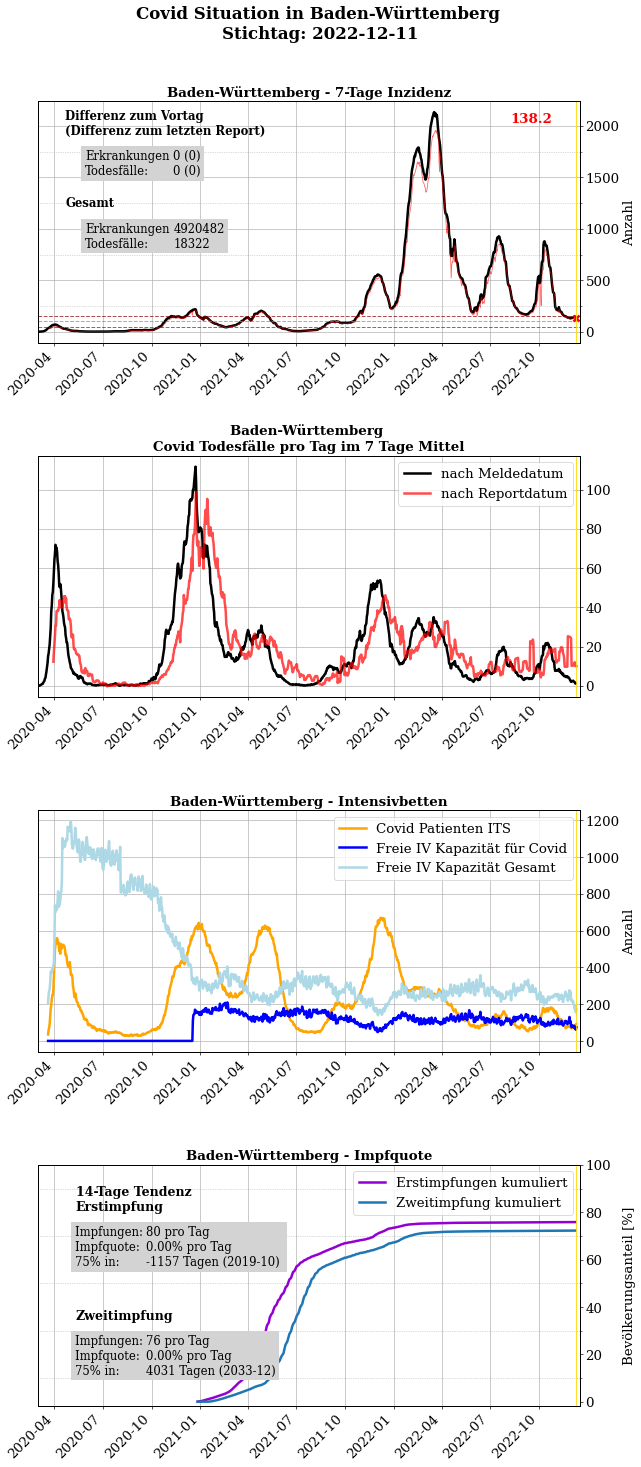 Covid Situation in Baden-Württemberg
Stichtag: 2022-12-11
Baden-Württemberg - 7-Tage Inzidenz
Differenz zum Vortag
(Differenz zum letzten Report)
Erkrankungen 0 (0)
Todesfälle: 0 (0)
Gesamt
Erkrankungen 4920482
Todesfälle: 18322
138.2
2000
1500
1000
500
0
Anzahl
2020-04
2020-07
2020-10
2021-01
2021-04
2021-07
2021-10
2022-01
2022-04
2022-07
2022-10
Baden-Württemberg
Covid Todesfälle pro Tag im 7 Tage Mittel
nach Meldedatum
nach Reportdatum
100
80
60
40
20
0
2020-04
2020-07
2020-10
2021-01
2021-04
2021-07
2021-10
2022-01
2022-04
2022-07
2022-10
Baden-Württemberg - Intensivbetten
Covid Patienten ITS
Freie IV Kapazität für Covid
Freie IV Kapazität Gesamt
1200
1000
800
600
400
200
0
Anzahl
2020-04
2020-07
2020-10
2021-01
2021-04
2021-07
2021-10
2022-01
2022-04
2022-07
2022-10
Baden-Württemberg - Impfquote
14-Tage Tendenz
Erstimpfung
Impfungen: 80 pro Tag
Impfquote: 0.00% pro Tag
75% in: -1157 Tagen (2019-10)
Zweitimpfung
Impfungen: 76 pro Tag
Impfquote: 0.00% pro Tag
75% in: 4031 Tagen (2033-12)
Erstimpfungen kumuliert
Zweitimpfung kumuliert
100
80
60
40
20
0
Bevölkerungsanteil [%]
2020-04
2020-07
2020-10
2021-01
2021-04
2021-07
2021-10
2022-01
2022-04
2022-07
2022-10